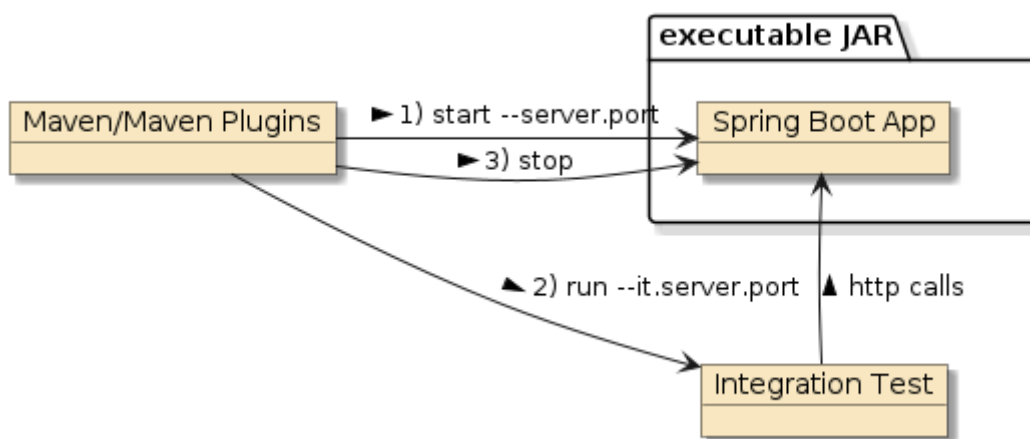 executable JAR
Maven/Maven Plugins
1) start --server.port
Spring Boot App
3) stop
2) run --it.server.port
http calls
Integration Test